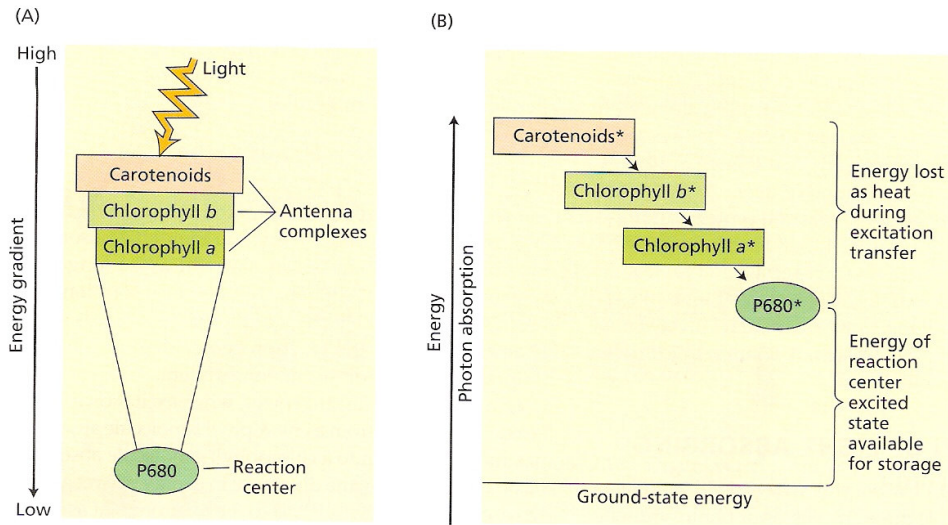 (A)
High
Light
Carotenoids
Chlorophyll b
Chlorophyll a
Antenna
complexes
Energy gradient
P680
Reaction
center
Low
(B)
Energy
Photon absorption
Carotenoids*
Chlorophyll b*
Chlorophyll a*
P680*
Energy lost
as heat
during
excitation
transfer
Energy of
reaction
center
excited
state
available
for storage
Ground-state energy